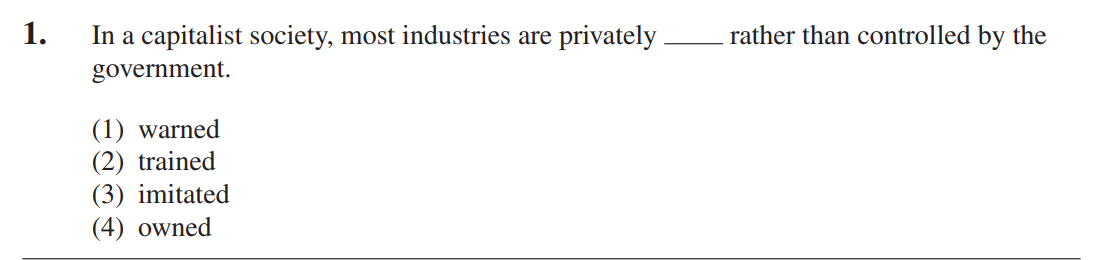 1. In a capitalist society, most industries are privately _____ rather than controlled by the
government.
(1) warned
(2) trained
(3) imitated
(4) owned